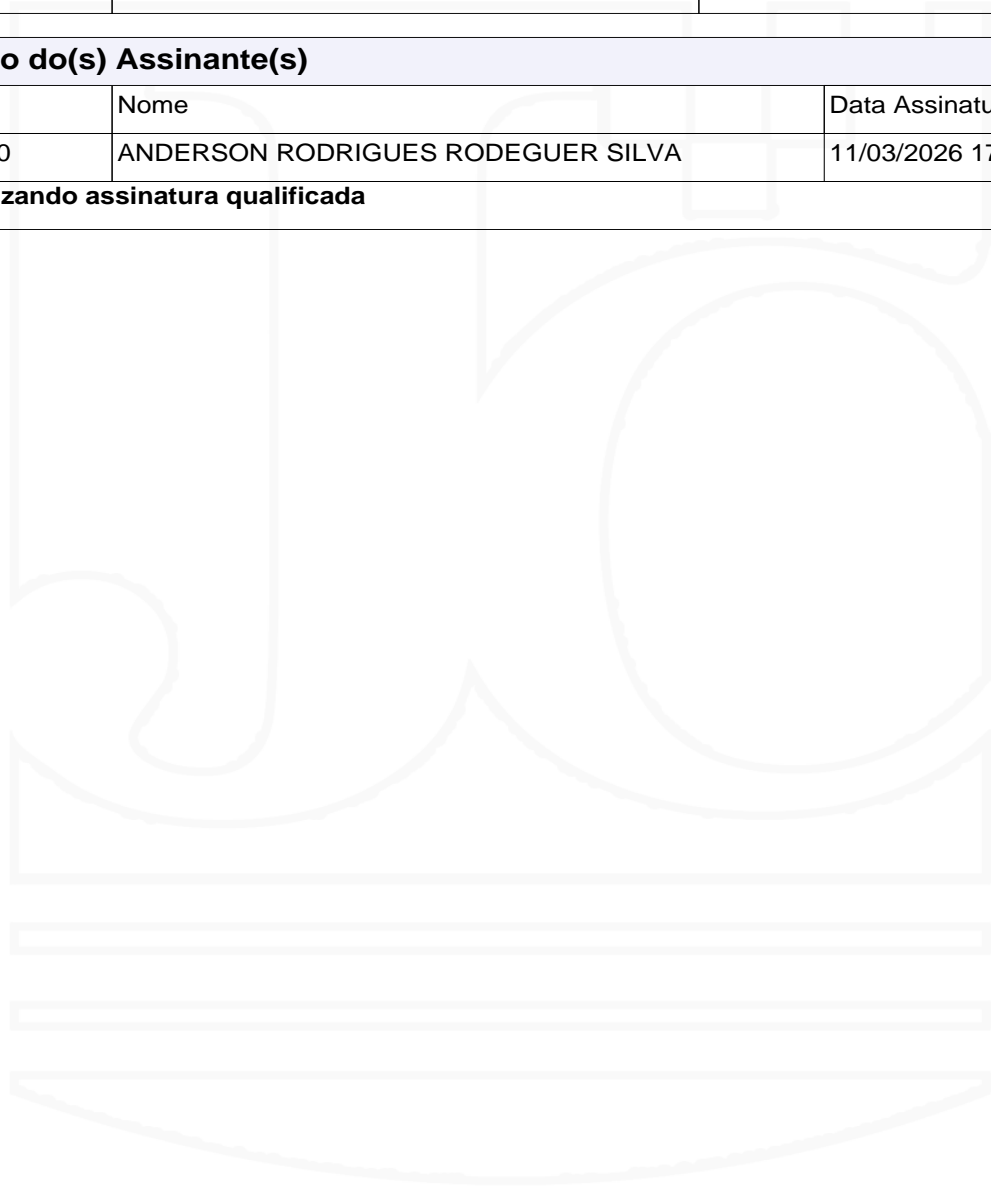 o do(s) Assinante(s)
Nome Data Assinatu
0 ANDERSON RODRIGUES RODEGUER SILVA 11/03/2026 17
zando assinatura qualificada